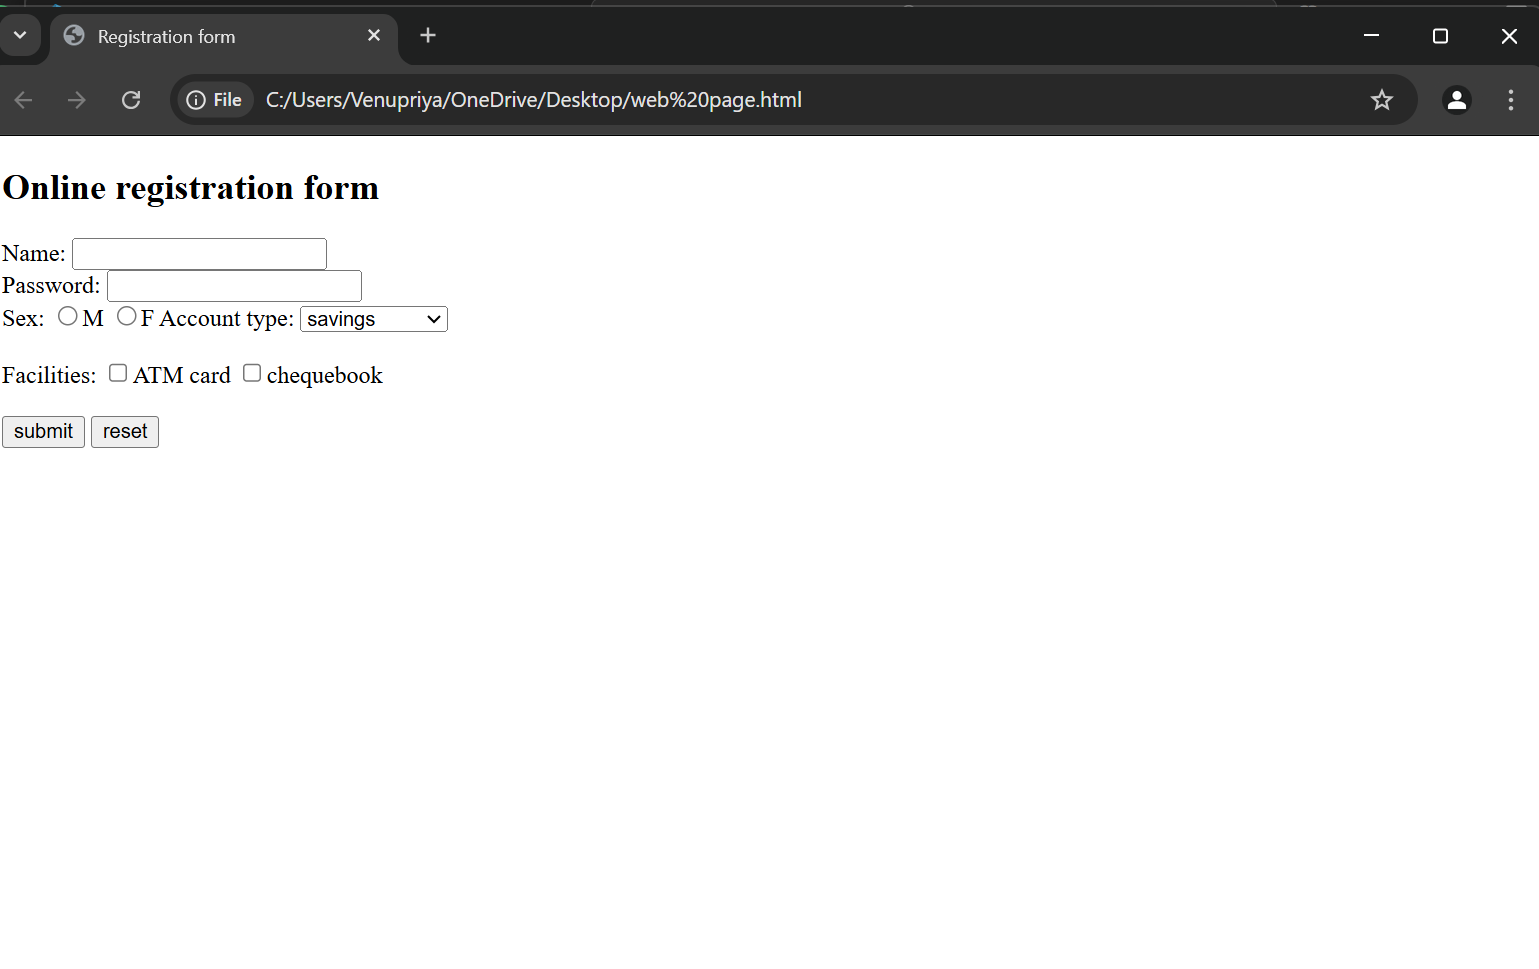 Registration form
File C:/Users/Venupriya/OneDrive/Desktop/web%20page.html
Online registration form
Name:
Password:
Sex: M F Account type: savings
Facilities: ATM card chequebook
submit reset